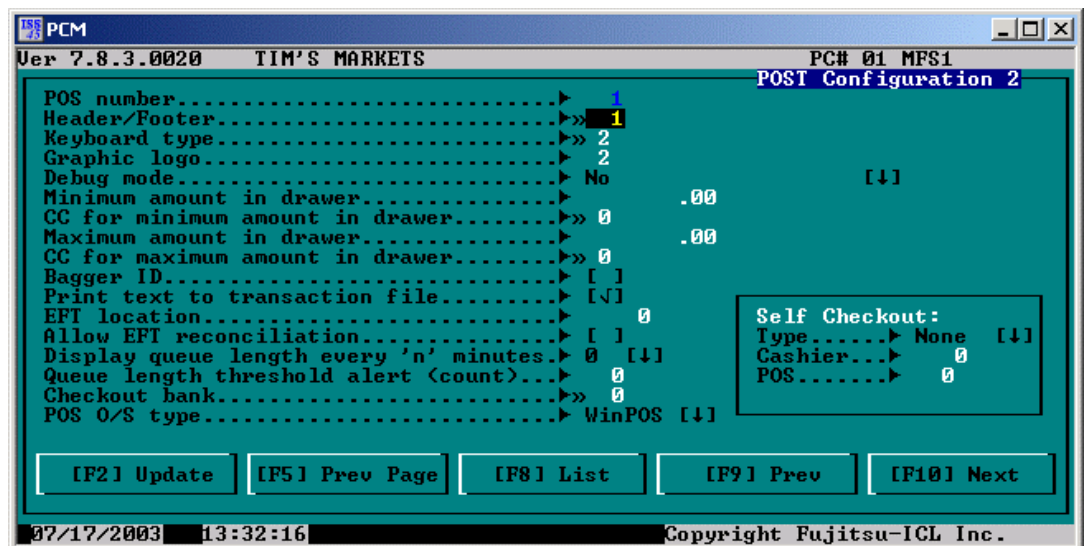 ISS 45 PCM
Ver 7.8.3.0020 TIM'S MARKETS PC# 01 MFS1
POST Configuration 2
POS number..............................► 1
Header/Footer...........................►» 1
Keyboard type...........................►» 2
Graphic logo............................► 2
Debug mode..............................► No [↓]
Minimum amount in drawer................► .00
CC for minimum amount in drawer.........►» 0
Maximum amount in drawer................► .00
CC for maximum amount in drawer.........►» 0
Bagger ID...............................► [ ]
Print text to transaction file..........► [√]
EFT location............................► 0
Allow EFT reconciliation................► [ ]
Display queue length every 'n' minutes.► 0 [↓]
Queue length threshold alert (count)...► 0
Checkout bank...........................►» 0
POS O/S type............................► WinPOS [↓]
Self Checkout:
Type......► None [↓]
Cashier...► 0
POS.......► 0
[F2] Update [F5] Prev Page [F8] List [F9] Prev [F10] Next
07/17/2003 13:32:16 Copyright Fujitsu-ICL Inc.